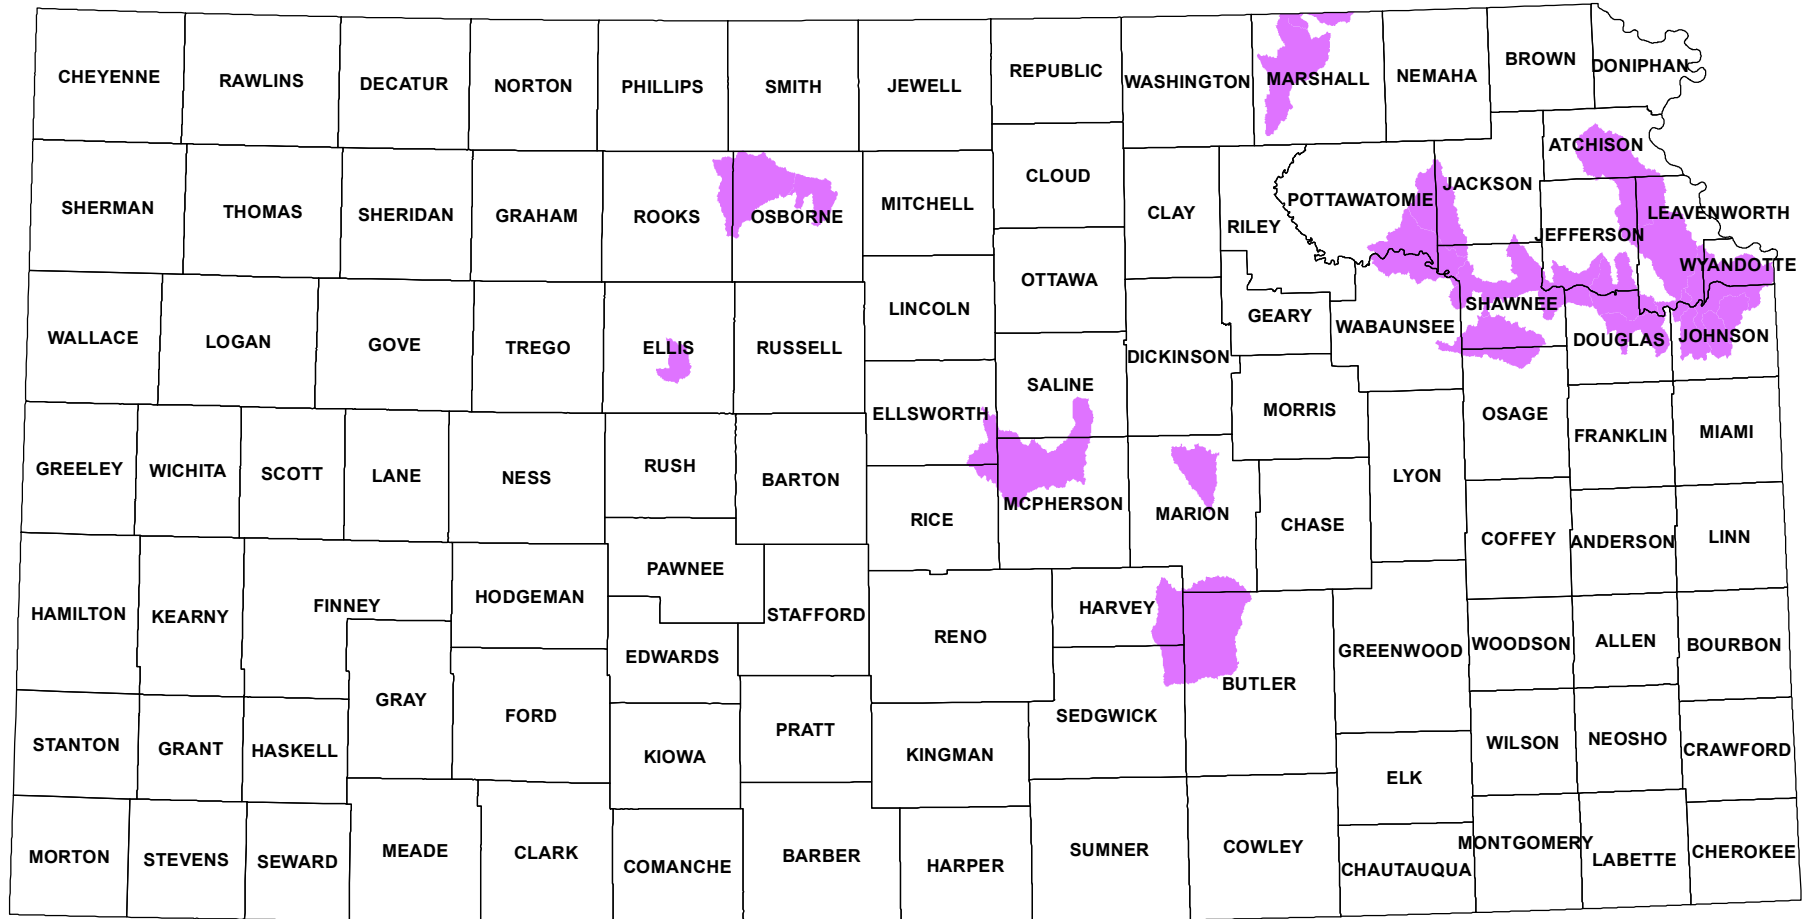 CHEYENNE
RAWLINS
DECATUR
NORTON
PHILLIPS
SMITH
JEWELL
REPUBLIC
WASHINGTON
MARSHALL
NEMAHA
BROWN
DONIPHAN
SHERMAN
THOMAS
SHERIDAN
GRAHAM
ROOKS
OSBORNE
MITCHELL
CLOUD
CLAY
RILEY
POTTAWATOMIE
JACKSON
ATCHISON
JEFFERSON
LEAVENWORTH
WYANDOTTE
WALLACE
LOGAN
GOVE
TREGO
ELLIS
RUSSELL
LINCOLN
OTTAWA
DICKINSON
GEARY
WABAUNSEE
SHAWNEE
DOUGLAS
JOHNSON
GREELEY
WICHITA
SCOTT
LANE
NESS
RUSH
BARTON
ELLSWORTH
SALINE
RICE
MCPHERSON
MARION
MORRIS
CHASE
LYON
OSAGE
FRANKLIN
MIAMI
COFFEY
ANDERSON
LINN
HAMILTON
KEARNY
FINNEY
HODGEMAN
PAWNEE
STAFFORD
EDWARDS
RENO
HARVEY
BUTLER
GREENWOOD
WOODSON
ALLEN
BOURBON
GRAY
FORD
STANTON
GRANT
HASKELL
KIOWA
PRATT
KINGMAN
SEDGWICK
ELK
WILSON
NEOSHO
CRAWFORD
MORTON
STEVENS
SEWARD
MEADE
CLARK
COMANCHE
BARBER
HARPER
SUMNER
COWLEY
CHAUTAUQUA
MONTGOMERY
LABETTE
CHEROKEE